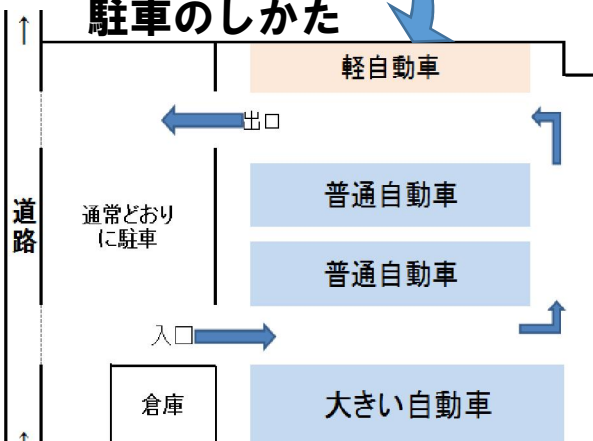 駐車のしかた
軽自動車
出口
普通自動車
道路
通常どおり
に駐車
普通自動車
入口
倉庫
大きい自動車